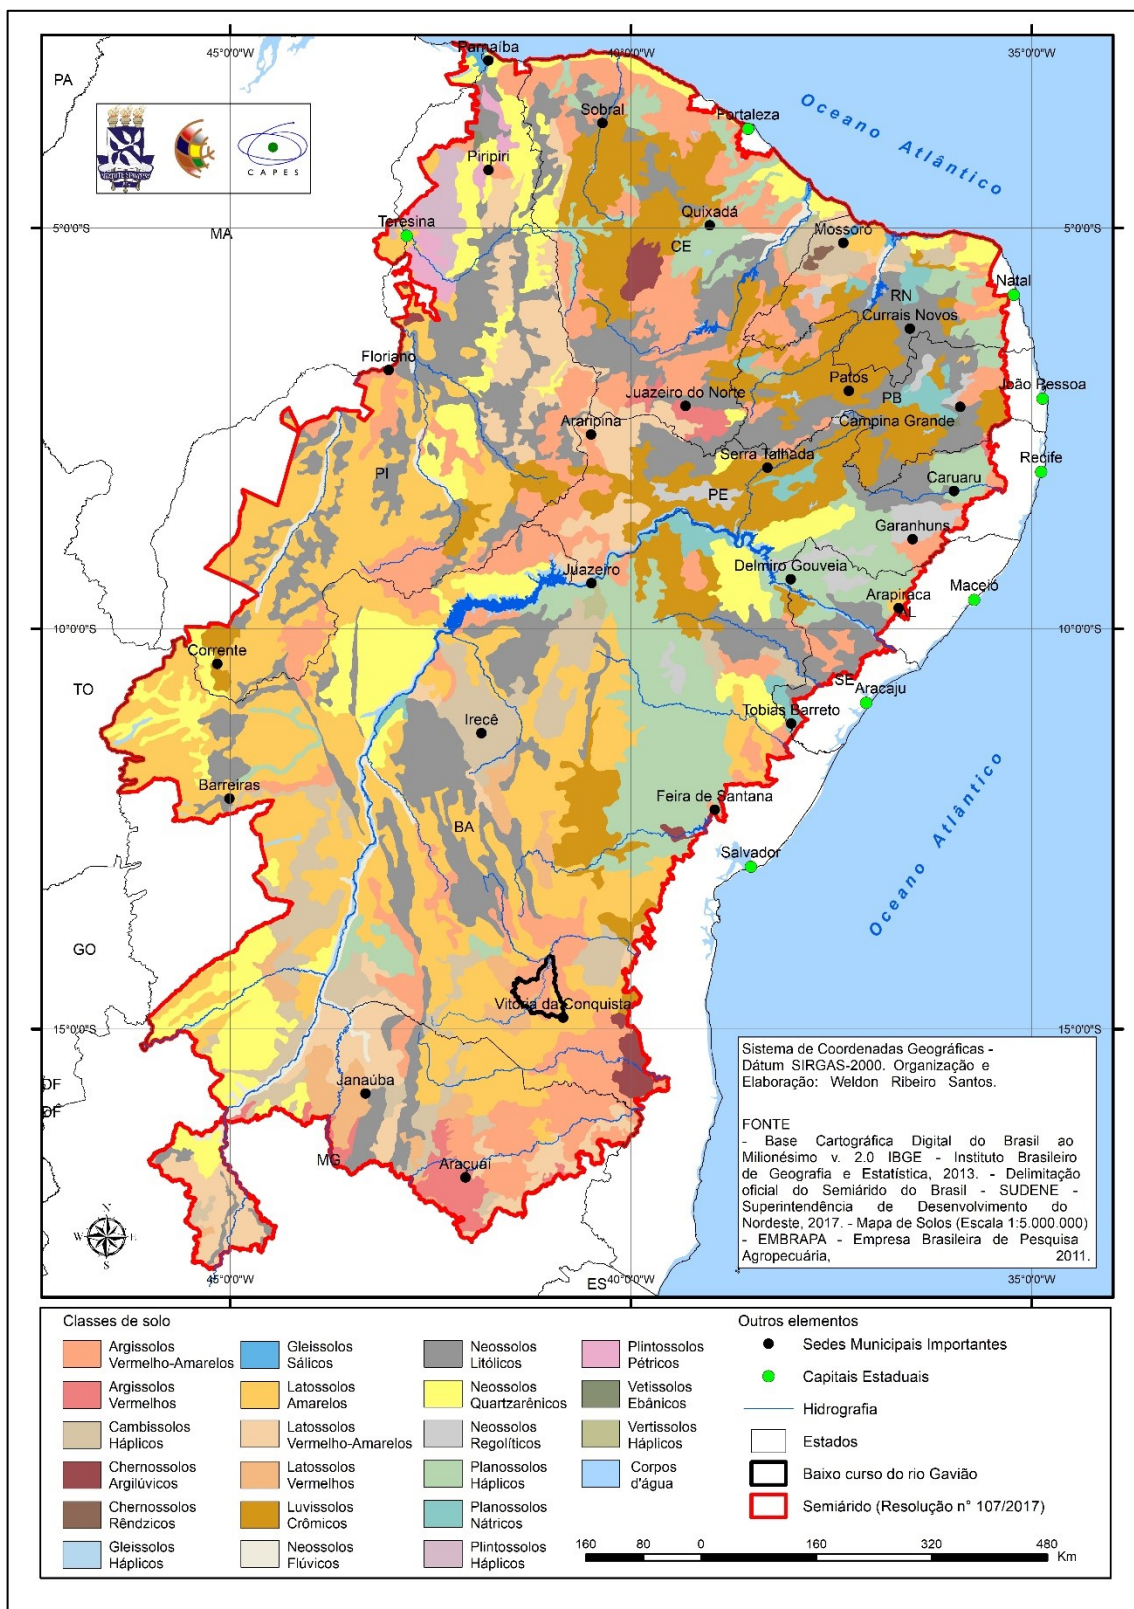 45°0'0"W
40°0'0"W
35°0'0"W
Parnaíba
PA
Sobral
Fortaleza
Oceano Atlântico
CAPES
Piripiri
Quixadá
Teresina
MA
CE
Mossoró
5°0'0"S
5°0'0"S
Natal
RN
Currais Novos
Floriano
Patos
João Pessoa
Juazeiro do Norte
PB
Araripina
Campina Grande
Serra Talhada
Recife
PI
Caruaru
PE
Garanhuns
Juazeiro
Delmiro Gouveia
Maceió
Arapiraca
AL
10°0'0"S
10°0'0"S
Corrente
TO
SE
Aracaju
Irecê
Tobias Barreto
Barreiras
Feira de Santana
BA
Salvador
Oceano Atlântico
GO
Vitória da Conquista
15°0'0"S
15°0'0"S
DF
DF
Janaúba
MG
Araçuaí
N
W E
S
ES
45°0'0"W
40°0'0"W
35°0'0"W
Sistema de Coordenadas Geográficas -
Dátum SIRGAS-2000. Organização e
Elaboração: Weldon Ribeiro Santos.
FONTE
- Base Cartográfica Digital do Brasil ao
Milionésimo v. 2.0 IBGE - Instituto Brasileiro
de Geografia e Estatística, 2013. - Delimitação
oficial do Semiárido do Brasil - SUDENE -
Superintendência de Desenvolvimento do
Nordeste, 2017. - Mapa de Solos (Escala 1:5.000.000)
- EMBRAPA - Empresa Brasileira de Pesquisa
Agropecuária, 2011.
Classes de solo
Argissolos
Vermelho-Amarelos
Argissolos
Vermelhos
Cambissolos
Háplicos
Chernossolos
Argilúvicos
Chernossolos
Rêndzicos
Gleissolos
Háplicos
Gleissolos
Sálicos
Latossolos
Amarelos
Latossolos
Vermelho-Amarelos
Latossolos
Vermelhos
Luvissolos
Crômicos
Neossolos
Flúvicos
Neossolos
Litólicos
Neossolos
Quartzarênicos
Neossolos
Regolíticos
Planossolos
Háplicos
Planossolos
Nátricos
Plintossolos
Háplicos
Plintossolos
Pétricos
Vetissolos
Ebânicos
Vertissolos
Háplicos
Corpos
d'água
Outros elementos
Sedes Municipais Importantes
Capitais Estaduais
Hidrografia
Estados
Baixo curso do rio Gavião
Semiárido (Resolução n° 107/2017)
160 80 0 160 320 480
Km